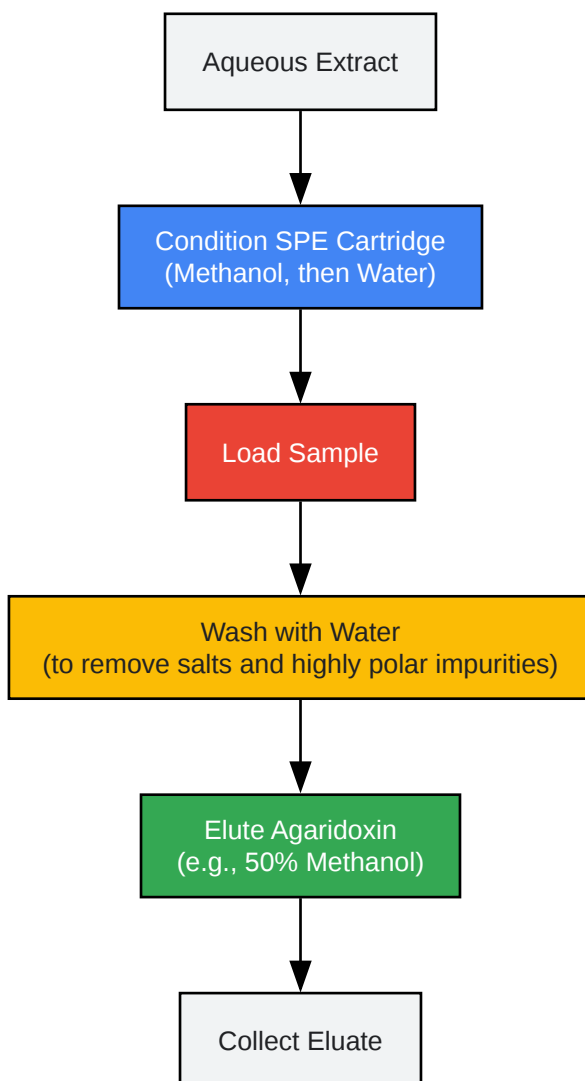 Aqueous Extract
Condition SPE Cartridge
(Methanol, then Water)
Load Sample
Wash with Water
(to remove salts and highly polar impurities)
Elute Agaridoxin
(e.g., 50% Methanol)
Collect Eluate